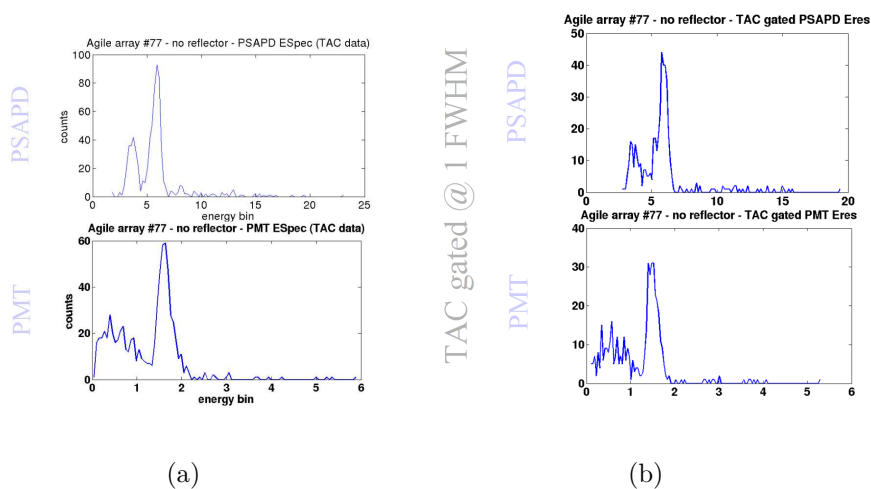 Agile array #77 - no reflector - PSAPD ESpec (TAC data)
100
80
60
40
20
0
counts
0 5 10 15 20 25
energy bin
PSAPD
Agile array #77 - no reflector - PMT ESpec (TAC data)
60
40
20
0
counts
0 1 2 3 4 5 6
energy bin
PMT
(a)
TAC gated @ 1 FWHM
Agile array #77 - no reflector - TAC gated PSAPD Eres
50
40
30
20
10
0
0 5 10 15 20
PSAPD
Agile array #77 - no reflector - TAC gated PMT Eres
40
30
20
10
0
0 1 2 3 4 5 6
PMT
(b)